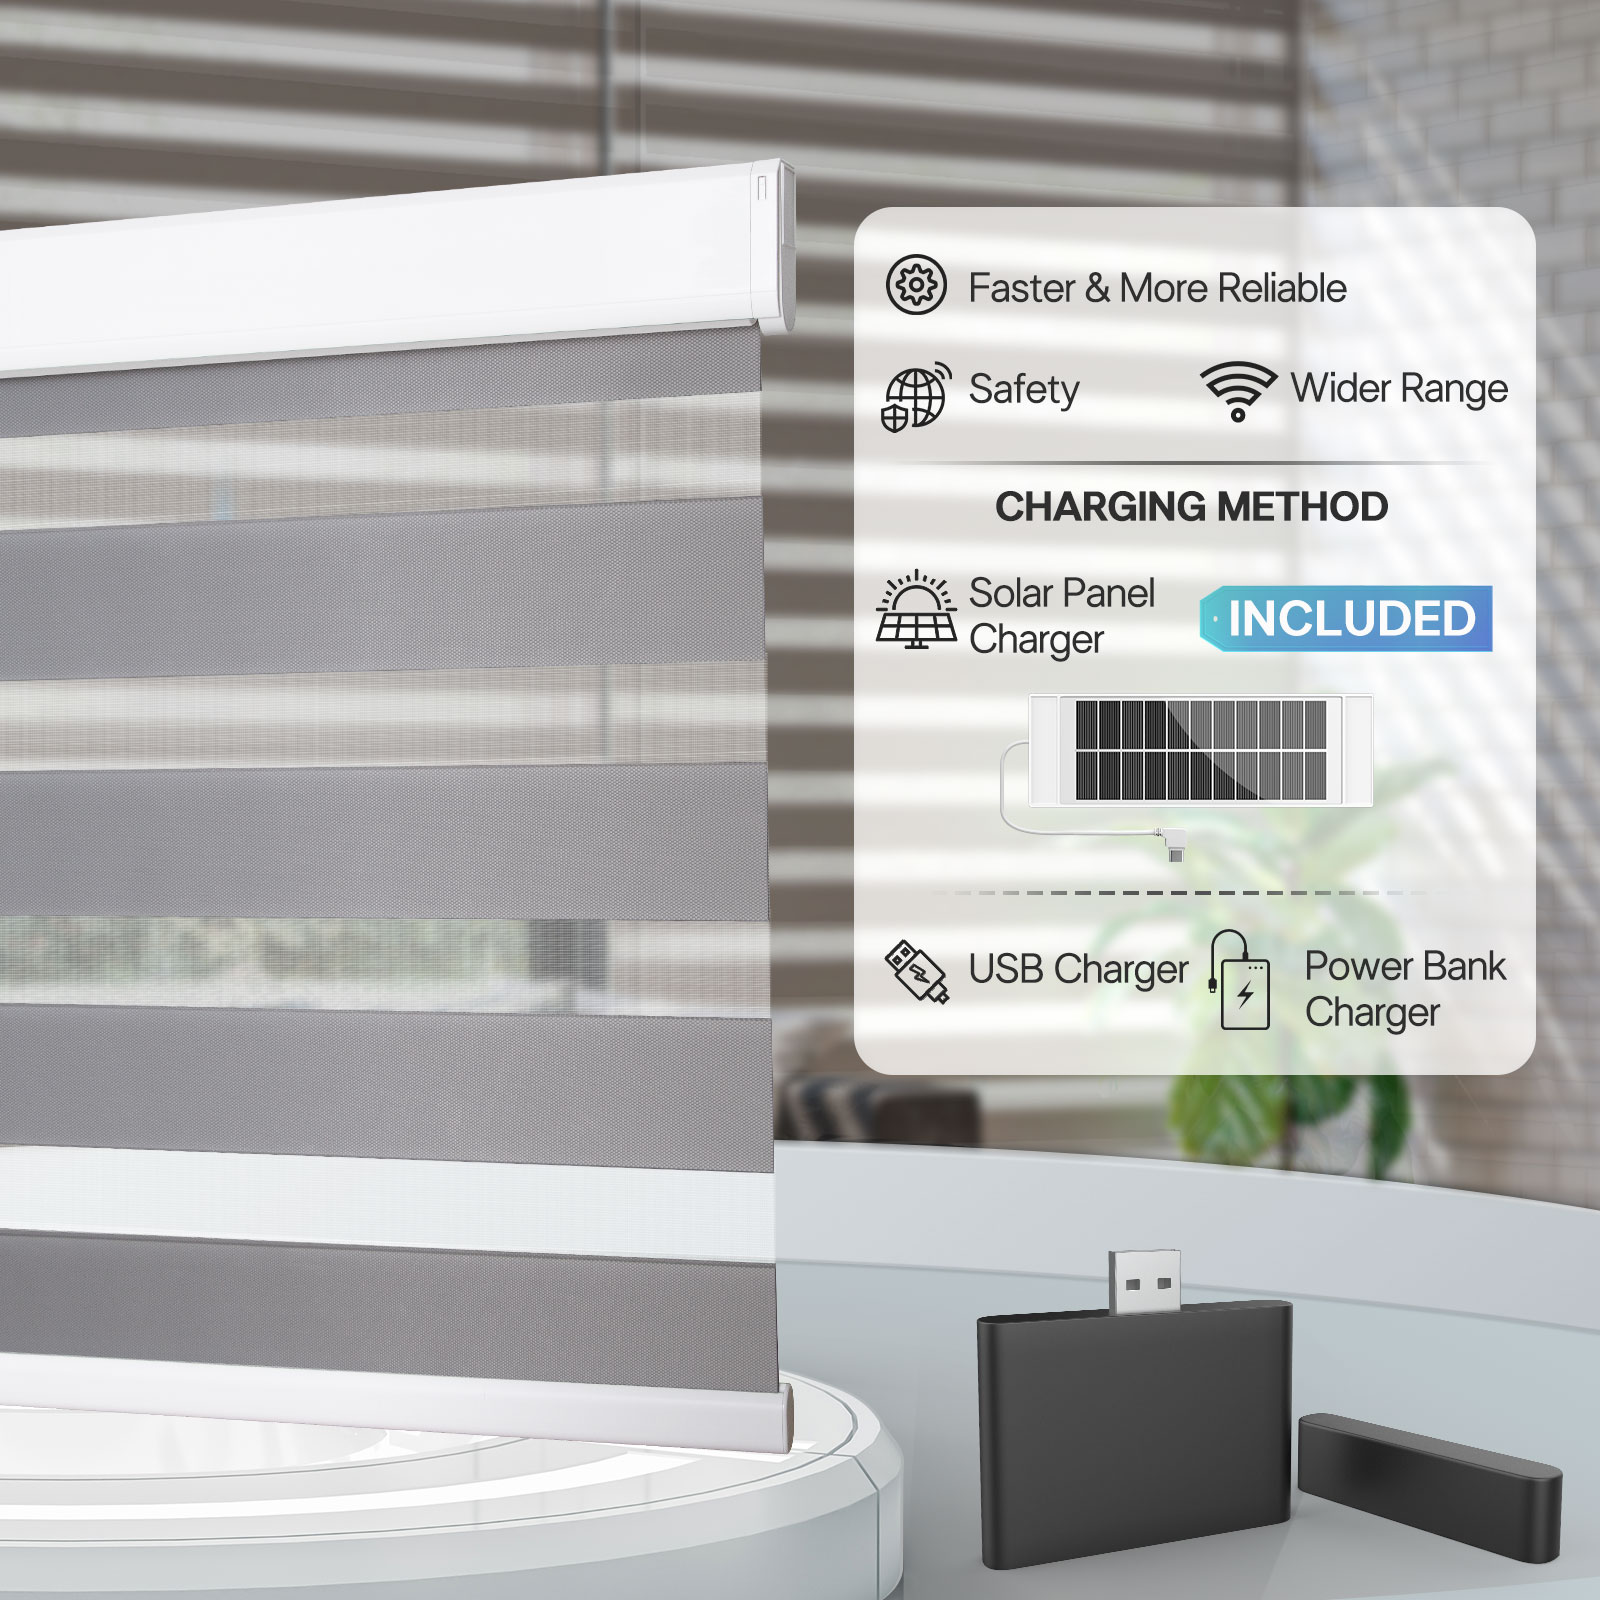 Faster & More Reliable
Safety
Wider Range
CHARGING METHOD
Solar Panel
Charger
INCLUDED
USB Charger
Power Bank
Charger